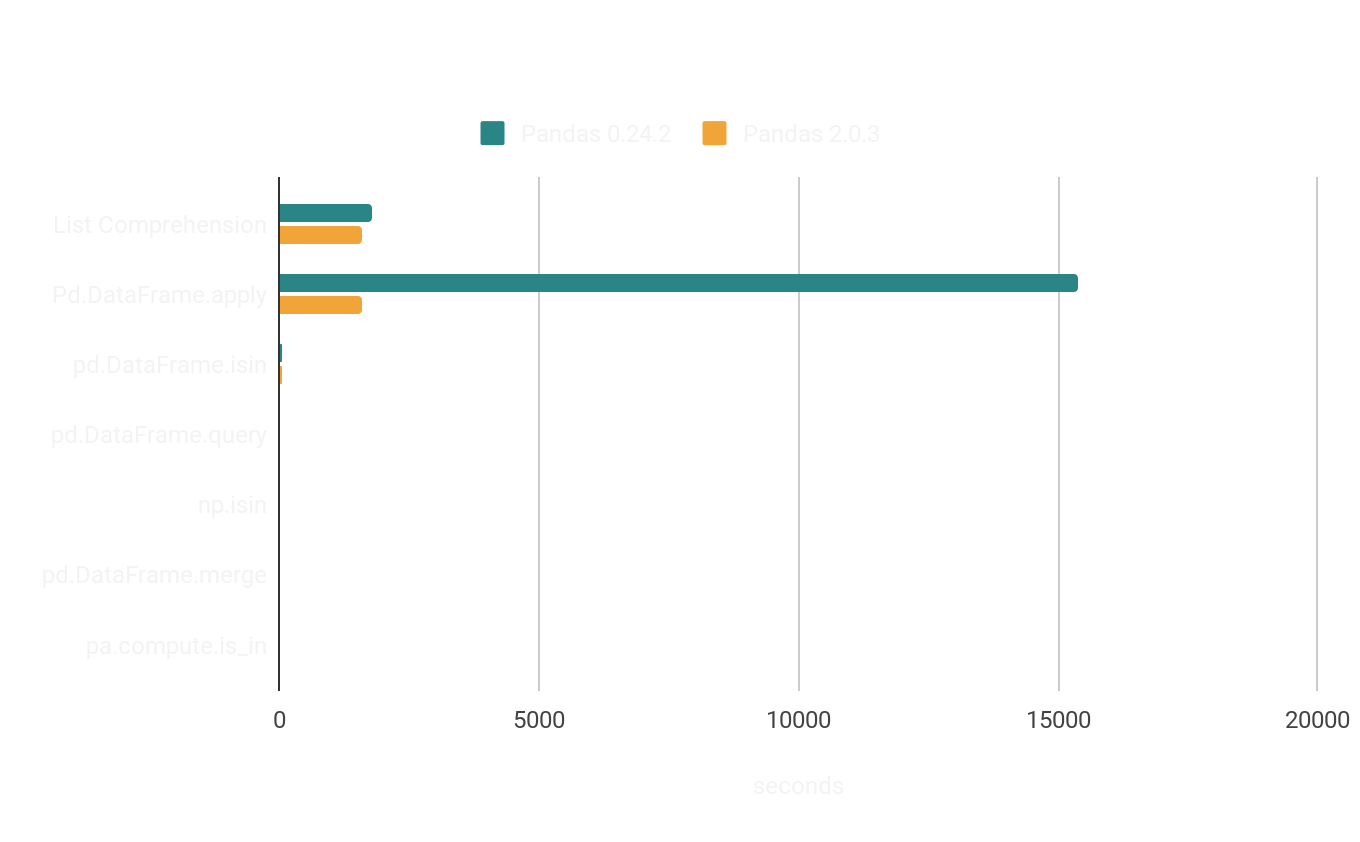 Pandas 0.24.2 Pandas 2.0.3
List Comprehension
Pd.DataFrame.apply
pd.DataFrame.isin
pd.DataFrame.query
np.isin
pd.DataFrame.merge
pa.compute.is_in
0 5000 10000 15000 20000
seconds